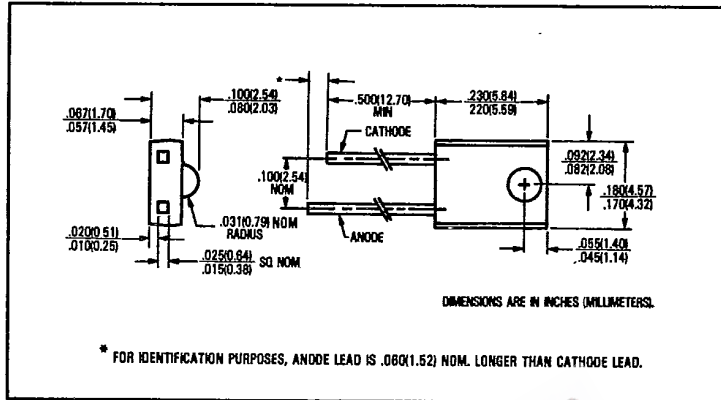 *
.100(2.54)
.080(2.03)
.067(1.70)
.057(1.45)
.500(12.70)
MIN
.230(5.84)
220(5.59)
CATHODE
.100(2.54)
NOM
.092(2.34)
.082(2.08)
.180(4.57)
.170(4.32)
.031(0.79) NOM
RADIUS
ANODE
.020(0.51)
.010(0.25)
.025(0.64)
.015(0.38)
SQ NOM
.055(1.40)
.045(1.14)
DIMENSIONS ARE IN INCHES (MILLIMETERS).
* FOR IDENTIFICATION PURPOSES, ANODE LEAD IS .060(1.52) NOM. LONGER THAN CATHODE LEAD.